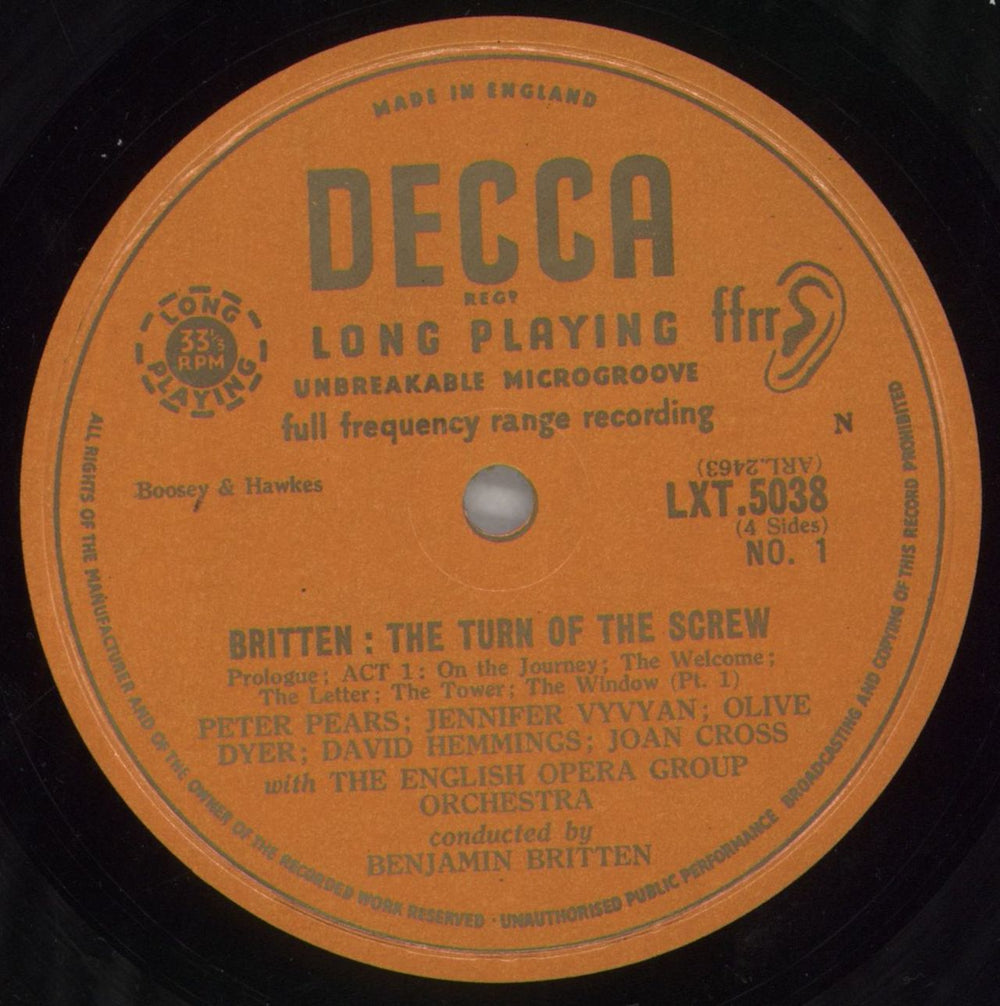 MADE IN ENGLAND
DECCA
REGD
LONG PLAYING
UNBREAKABLE MICROGROOVE
full frequency range recording
ffrr
LONG
33⅓
RPM
PLAYING
N
Boosey & Hawkes
(ARL.2463)
LXT.5038
(4 Sides)
NO. 1
BRITTEN : THE TURN OF THE SCREW
Prologue; ACT 1: On the Journey; The Welcome;
The Letter; The Tower; The Window (Pt. 1)
PETER PEARS; JENNIFER VYVYAN; OLIVE
DYER; DAVID HEMMINGS; JOAN CROSS
with THE ENGLISH OPERA GROUP
ORCHESTRA
conducted by
BENJAMIN BRITTEN
ALL RIGHTS OF THE MANUFACTURER AND OF THE OWNER OF THE RECORDED WORK RESERVED · UNAUTHORISED PUBLIC PERFORMANCE BROADCASTING AND COPYING OF THIS RECORD PROHIBITED